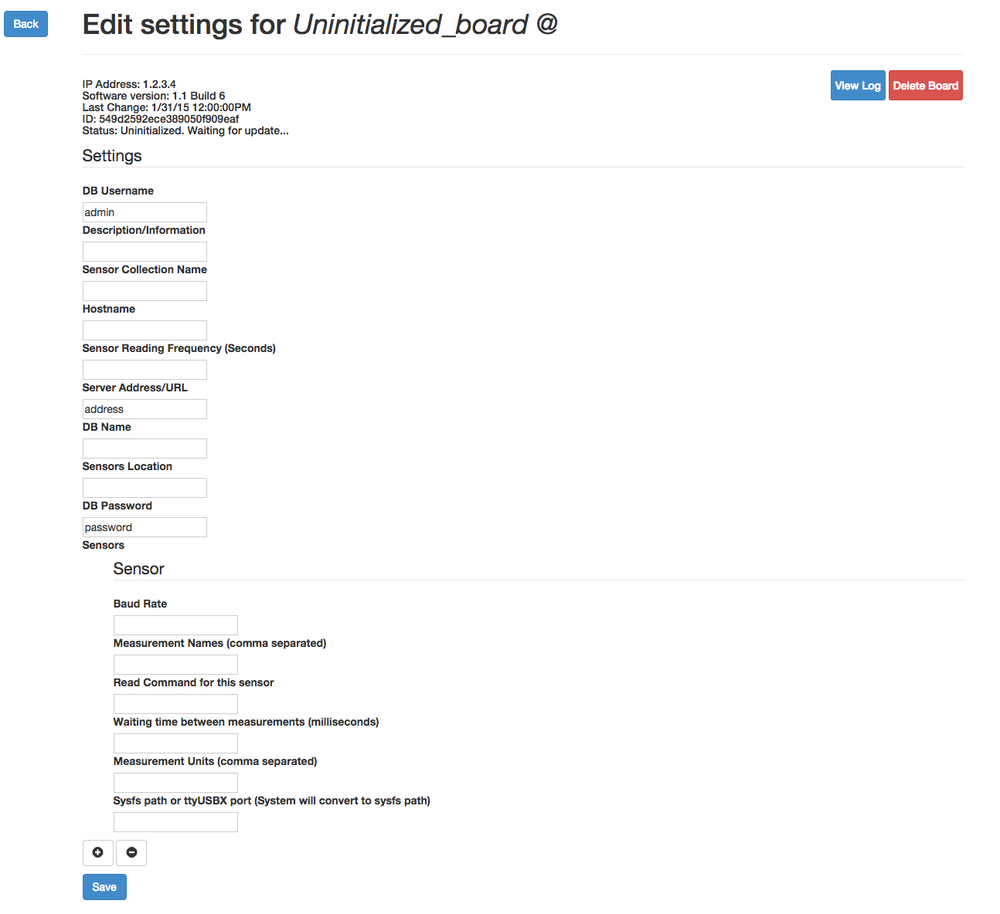 Back
Edit settings for Uninitialized_board @
IP Address: 1.2.3.4
Software version: 1.1 Build 6
Last Change: 1/31/15 12:00:00PM
ID: 549d2592ece389050f909eaf
Status: Uninitialized. Waiting for update...
View Log
Delete Board
Settings
DB Username
admin
Description/Information
Sensor Collection Name
Hostname
Sensor Reading Frequency (Seconds)
Server Address/URL
address
DB Name
Sensors Location
DB Password
password
Sensors
Sensor
Baud Rate
Measurement Names (comma separated)
Read Command for this sensor
Waiting time between measurements (milliseconds)
Measurement Units (comma separated)
Sysfs path or ttyUSBX port (System will convert to sysfs path)
Save